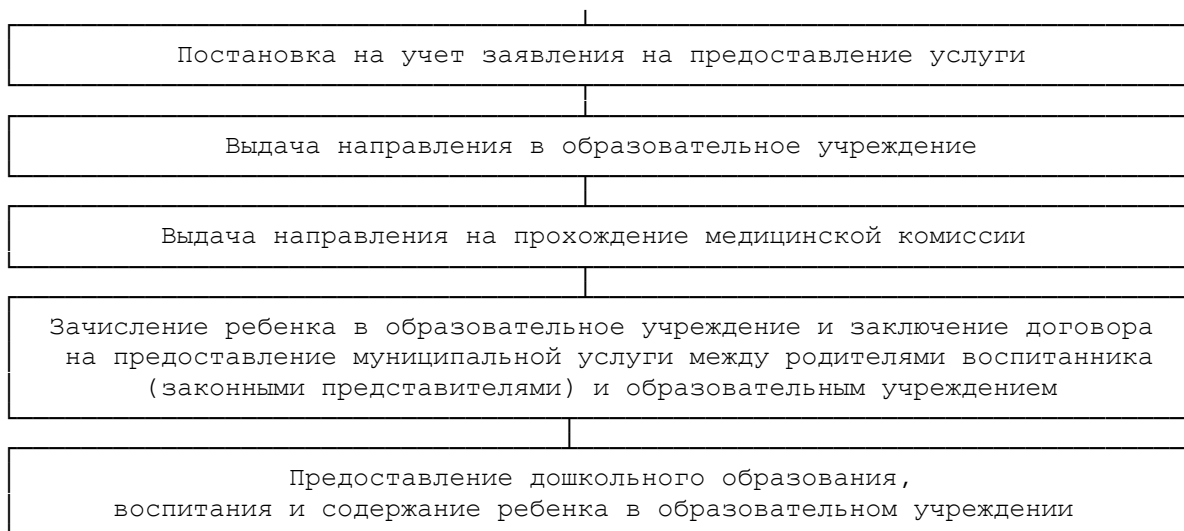 Постановка на учет заявления на предоставление услуги
Выдача направления в образовательное учреждение
Выдача направления на прохождение медицинской комиссии
Зачисление ребенка в образовательное учреждение и заключение договора
на предоставление муниципальной услуги между родителями воспитанника
(законными представителями) и образовательным учреждением
Предоставление дошкольного образования,
воспитания и содержание ребенка в образовательном учреждении